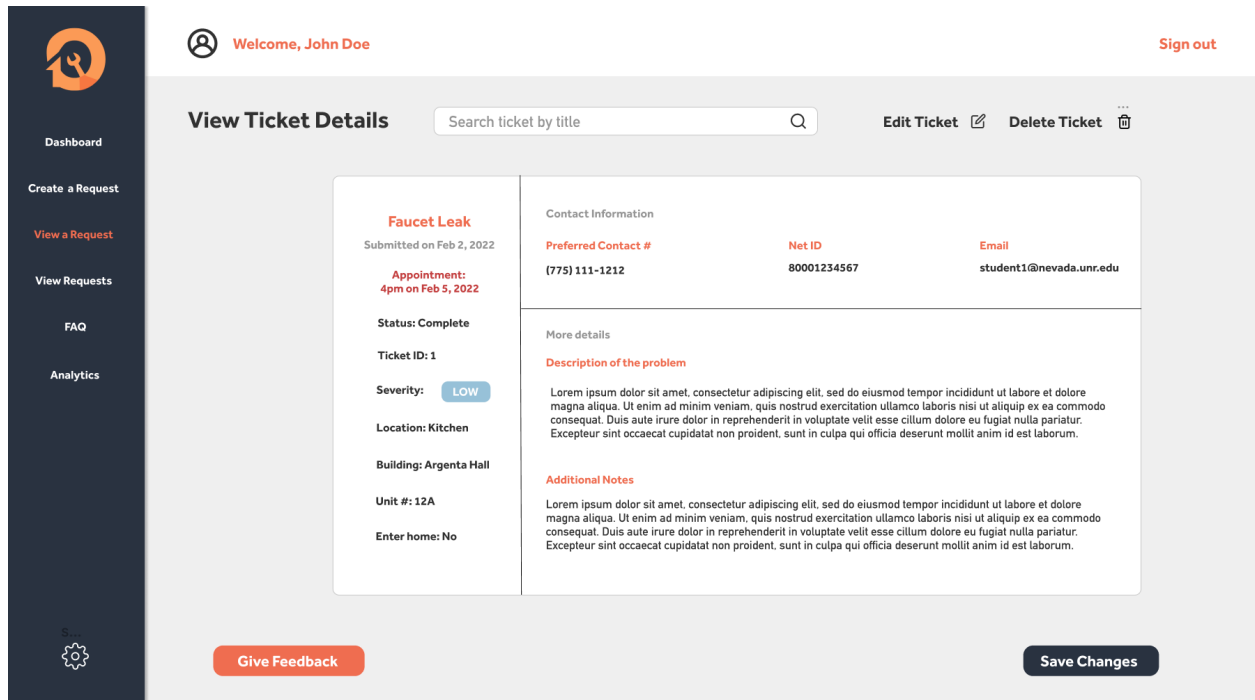 Welcome, John Doe
Sign out
View Ticket Details
Search ticket by title
Edit Ticket
Delete Ticket
...
Dashboard
Create a Request
View a Request
View Requests
FAQ
Analytics
S...
Faucet Leak
Submitted on Feb 2, 2022
Appointment:
4pm on Feb 5, 2022
Status: Complete
Ticket ID: 1
Severity: LOW
Location: Kitchen
Building: Argenta Hall
Unit #: 12A
Enter home: No
Contact Information
Preferred Contact # Net ID Email
(775) 111-1212 80001234567 student1@nevada.unr.edu
More details
Description of the problem
Lorem ipsum dolor sit amet, consectetur adipiscing elit, sed do eiusmod tempor incididunt ut labore et dolore
magna aliqua. Ut enim ad minim veniam, quis nostrud exercitation ullamco laboris nisi ut aliquip ex ea commodo
consequat. Duis aute irure dolor in reprehenderit in voluptate velit esse cillum dolore eu fugiat nulla pariatur.
Excepteur sint occaecat cupidatat non proident, sunt in culpa qui officia deserunt mollit anim id est laborum.
Additional Notes
Lorem ipsum dolor sit amet, consectetur adipiscing elit, sed do eiusmod tempor incididunt ut labore et dolore
magna aliqua. Ut enim ad minim veniam, quis nostrud exercitation ullamco laboris nisi ut aliquip ex ea commodo
consequat. Duis aute irure dolor in reprehenderit in voluptate velit esse cillum dolore eu fugiat nulla pariatur.
Excepteur sint occaecat cupidatat non proident, sunt in culpa qui officia deserunt mollit anim id est laborum.
Give Feedback
Save Changes